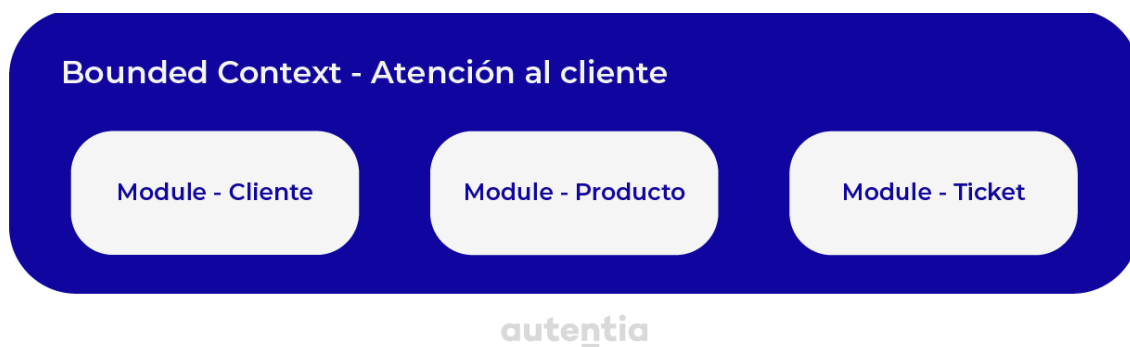 Bounded Context - Atención al cliente
Module - Cliente
Module - Producto
Module - Ticket
autentia